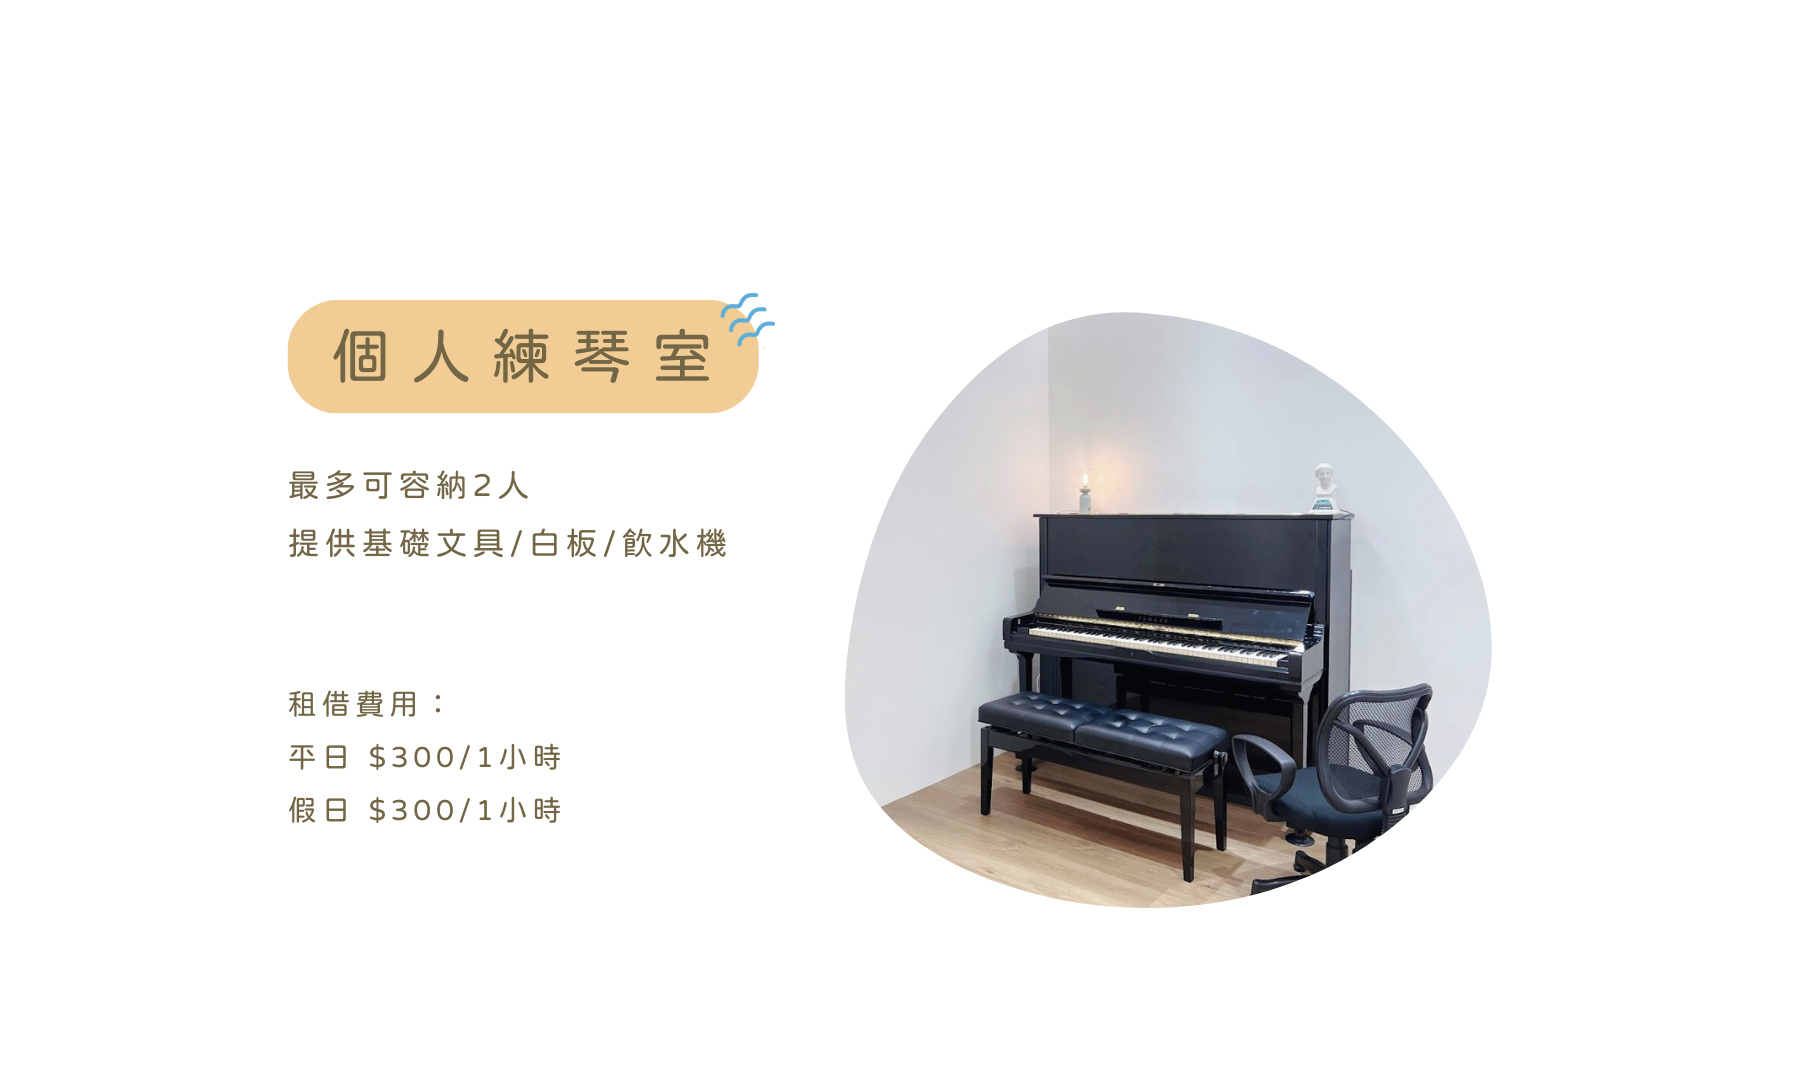 個人練琴室
最多可容納2人
提供基礎文具/白板/飲水機
租借費用：
平日 $300/1小時
假日 $300/1小時
YAMAHA